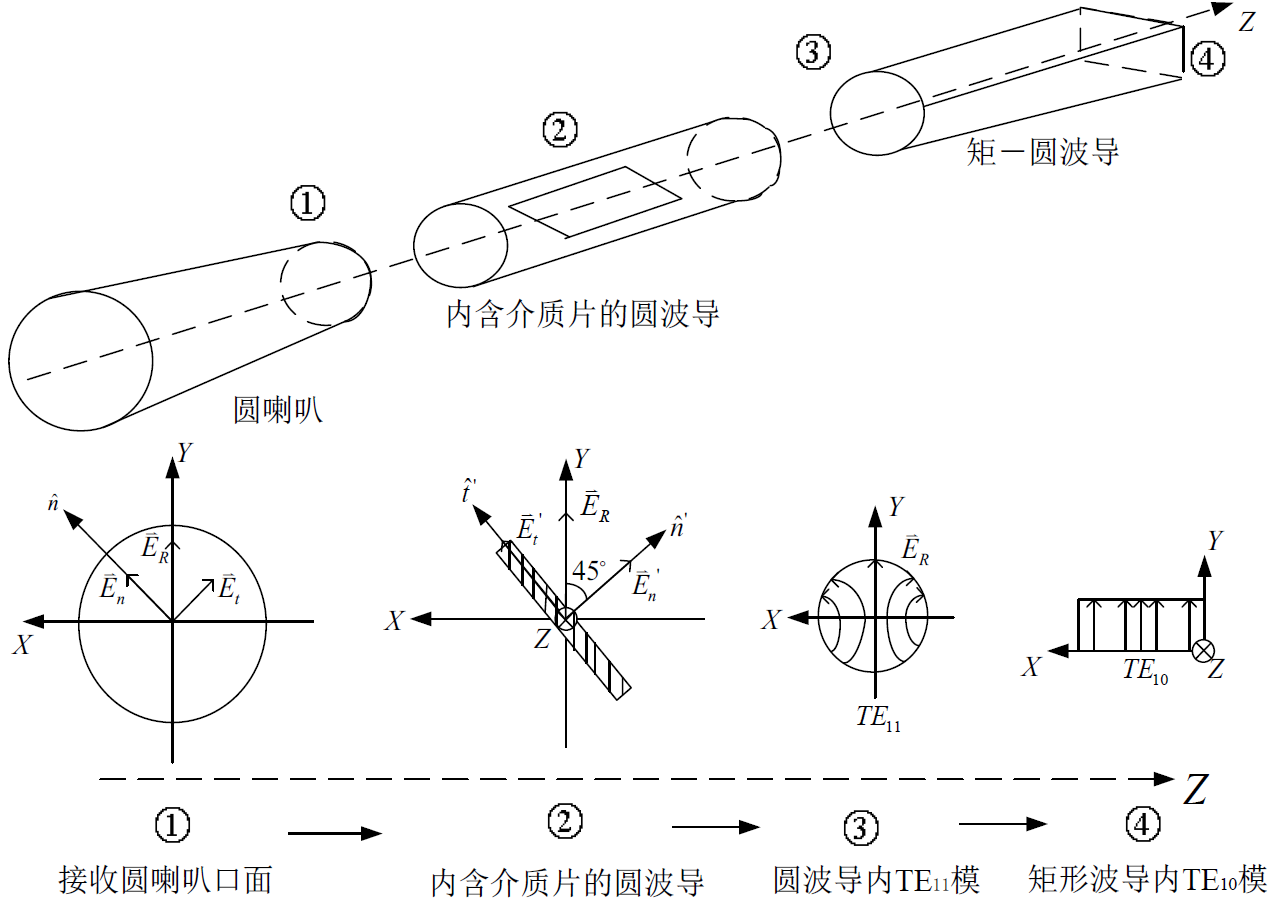 Z
③
④
②
矩－圆波导
①
内含介质片的圆波导
圆喇叭
Y
n̂
E⃗R
E⃗n
E⃗t
X
Y
t̂'
E⃗t'
E⃗R
n̂'
45°
E⃗n'
X
Z
Y
E⃗R
X
TE11
Y
X
TE10
Z
Z
① ② ③ ④
接收圆喇叭口面 内含介质片的圆波导 圆波导内TE11模 矩形波导内TE10模